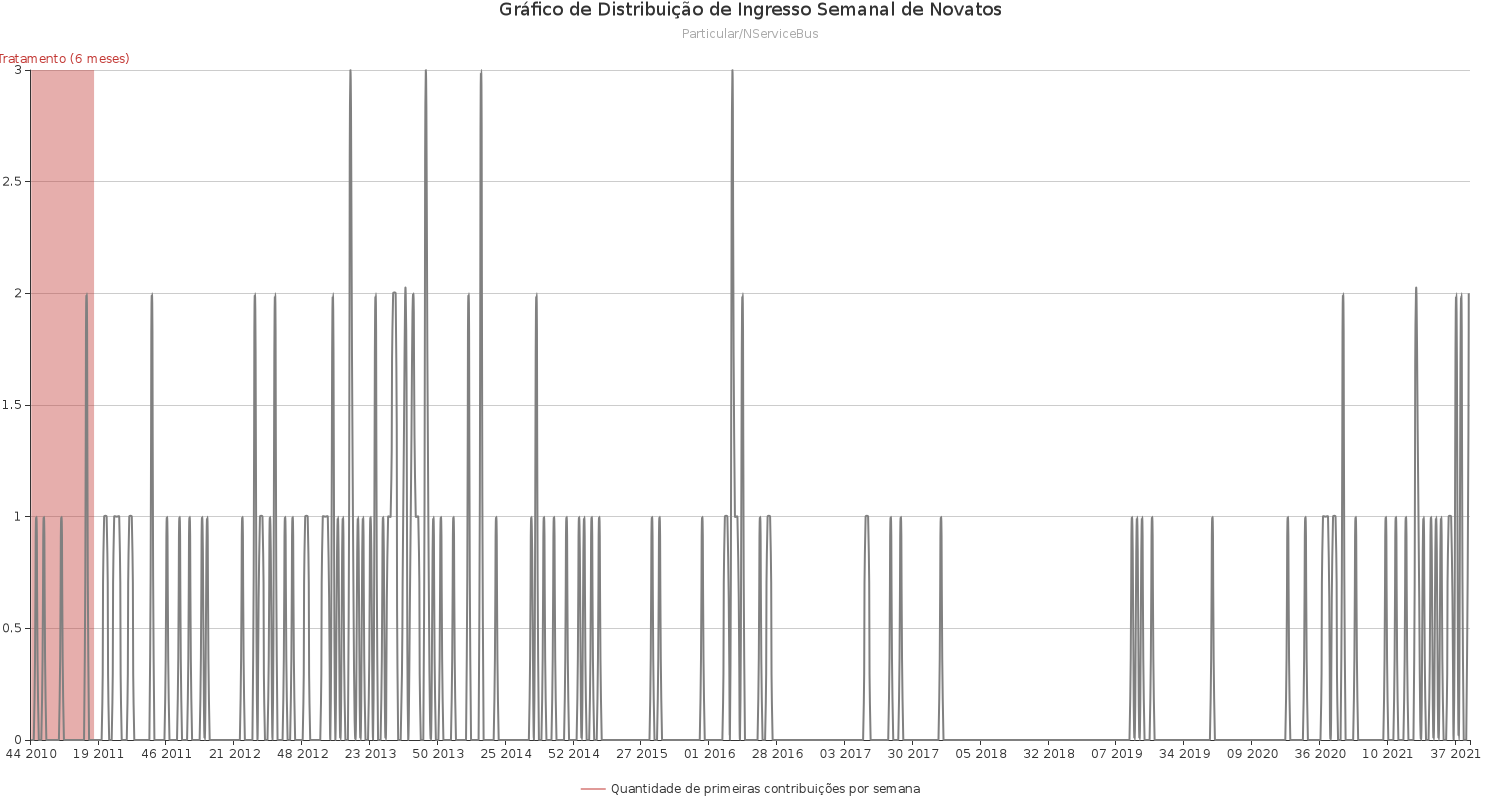 Gráfico de Distribuição de Ingresso Semanal de Novatos
Particular/NServiceBus
Tratamento (6 meses)
3
2.5
2
1.5
1
0.5
0
44 2010 19 2011 46 2011 21 2012 48 2012 23 2013 50 2013 25 2014 52 2014 27 2015 01 2016 28 2016 03 2017 30 2017 05 2018 32 2018 07 2019 34 2019 09 2020 36 2020 10 2021 37 2021
Quantidade de primeiras contribuições por semana